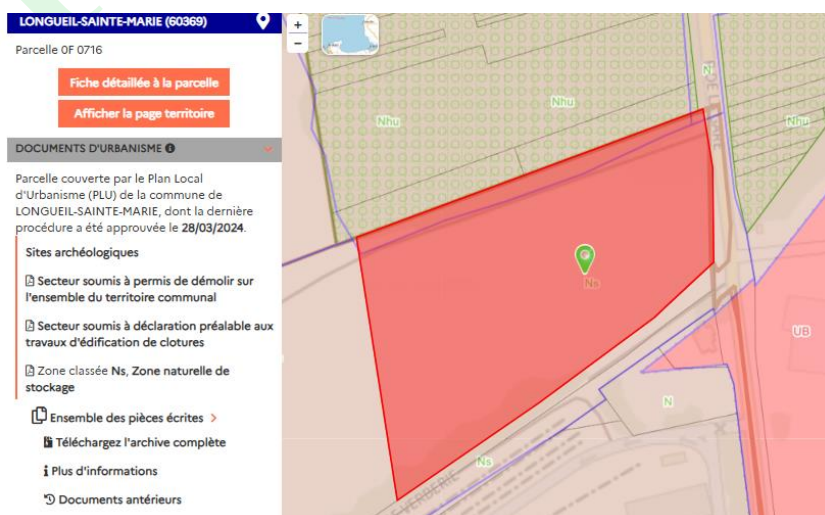 LONGUEIL-SAINTE-MARIE (60369)
Parcelle 0F 0716
Fiche détaillée à la parcelle
Afficher la page territoire
DOCUMENTS D'URBANISME
Parcelle couverte par le Plan Local
d'Urbanisme (PLU) de la commune de
LONGUEIL-SAINTE-MARIE, dont la dernière
procédure a été approuvée le 28/03/2024.
Sites archéologiques
Secteur soumis à permis de démolir sur
l'ensemble du territoire communal
Secteur soumis à déclaration préalable aux
travaux d'édification de clotures
Zone classée Ns, Zone naturelle de
stockage
Ensemble des pièces écrites >
Téléchargez l'archive complète
Plus d'informations
Documents antérieurs
+
−
N
Nhu
Nhu
Nhu
Ns
UB
N
Ns